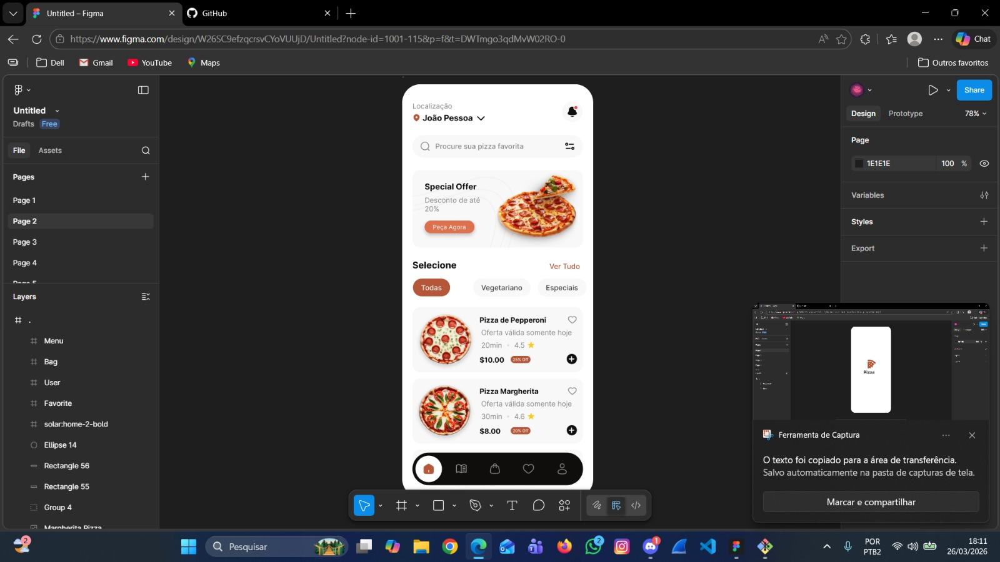 Untitled – Figma
GitHub
https://www.figma.com/design/W26SC9efzqcrsvCYoVUUjD/Untitled?node-id=1001-115&p=f&t=DWTmgo3qdMvW02RO-0
Chat
Dell
Gmail
YouTube
Maps
Outros favoritos
Untitled
Drafts Free
File Assets
Pages
Page 1
Page 2
Page 3
Page 4
Page 5
Layers
.
Menu
Bag
User
Favorite
solar:home-2-bold
Ellipse 14
Rectangle 56
Rectangle 55
Group 4
Margherita Pizza
Localização
João Pessoa
Procure sua pizza favorita
Special Offer
Desconto de até
20%
Peça Agora
Selecione
Ver Tudo
Todas
Vegetariano
Especiais
Pizza de Pepperoni
Oferta válida somente hoje
20min • 4.5
$10.00 25% Off
Pizza Margherita
Oferta válida somente hoje
30min • 4.6
$8.00 20% Off
Share
Design Prototype 78%
Page
1E1E1E 100 %
Variables
Styles
Export
Pizza
Ferramenta de Captura
O texto foi copiado para a área de transferência.
Salvo automaticamente na pasta de capturas de tela.
Marcar e compartilhar
2
Pesquisar
2
1
POR
PTB2
18:11
26/03/2026